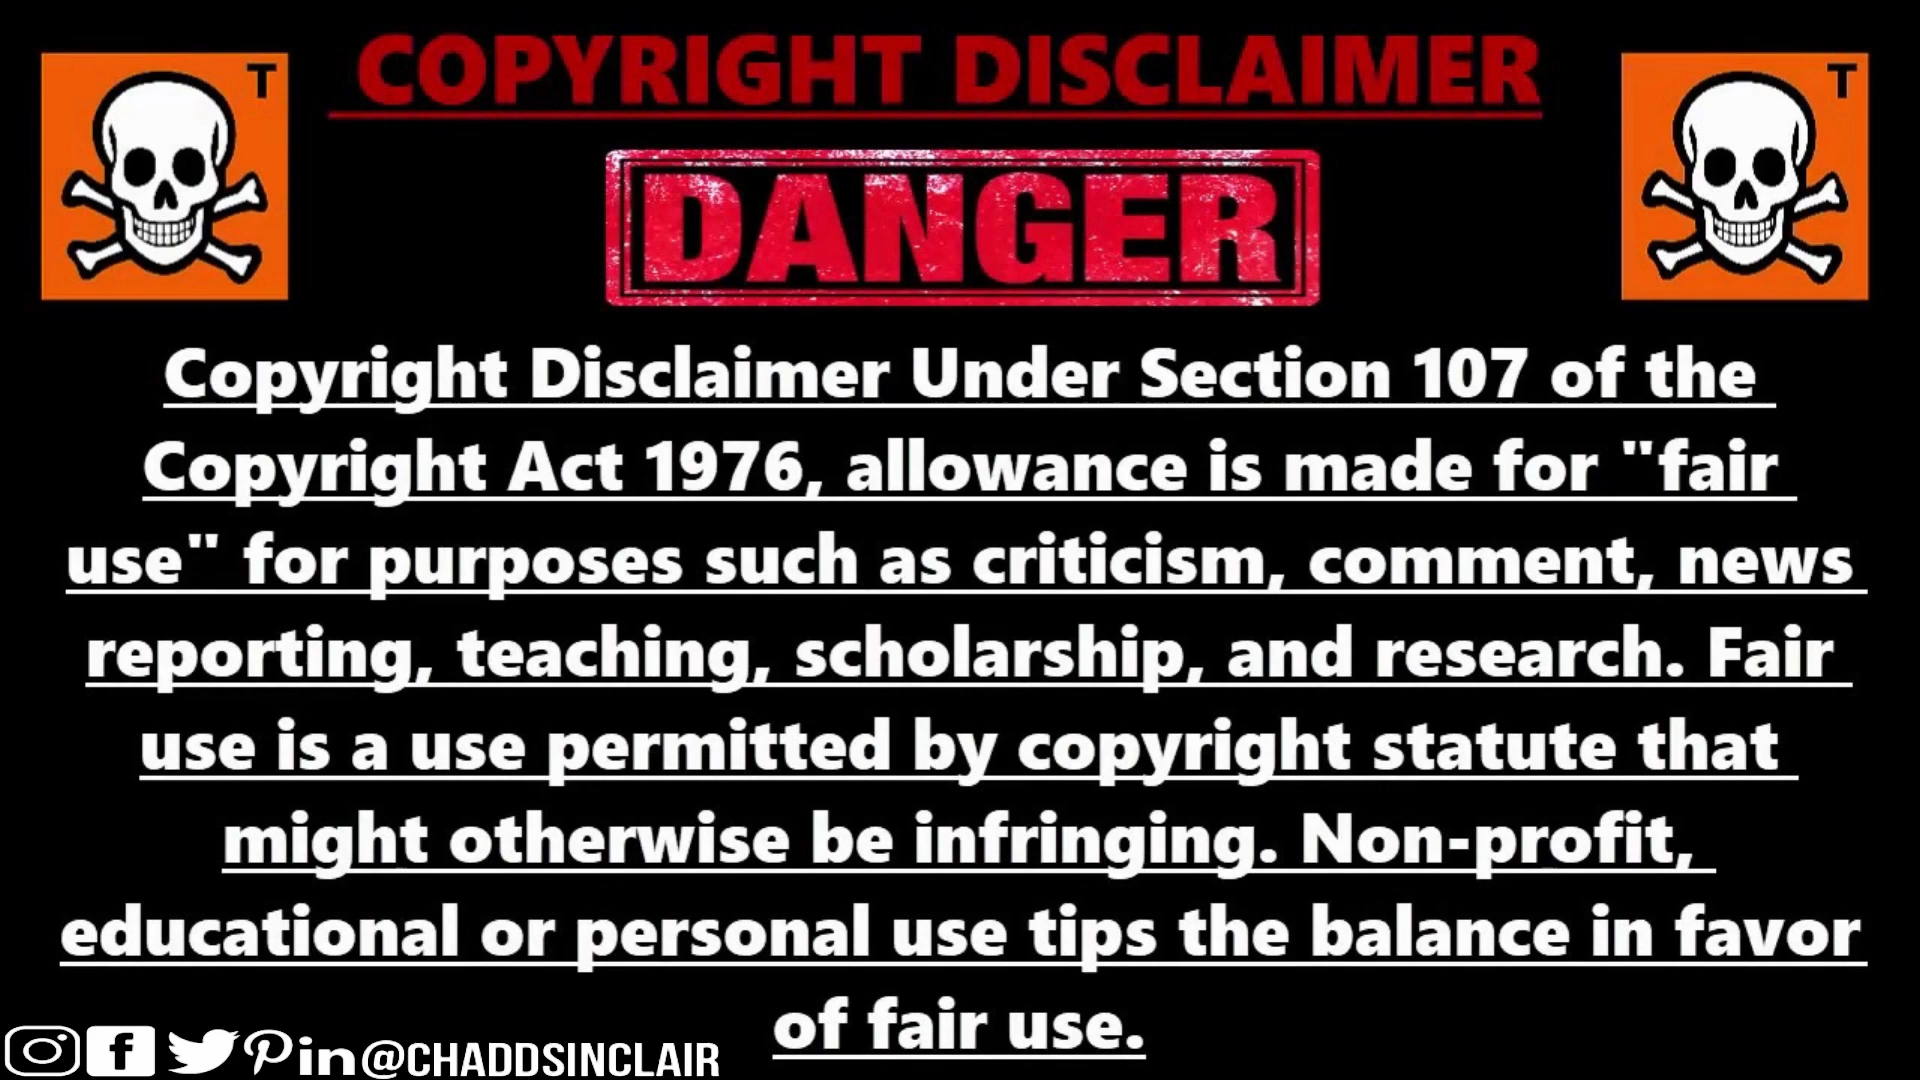 T
COPYRIGHT DISCLAIMER
T
DANGER
Copyright Disclaimer Under Section 107 of the
Copyright Act 1976, allowance is made for "fair
use" for purposes such as criticism, comment, news
reporting, teaching, scholarship, and research. Fair
use is a use permitted by copyright statute that
might otherwise be infringing. Non-profit,
educational or personal use tips the balance in favor
of fair use.
in@CHADDSINCLAIR